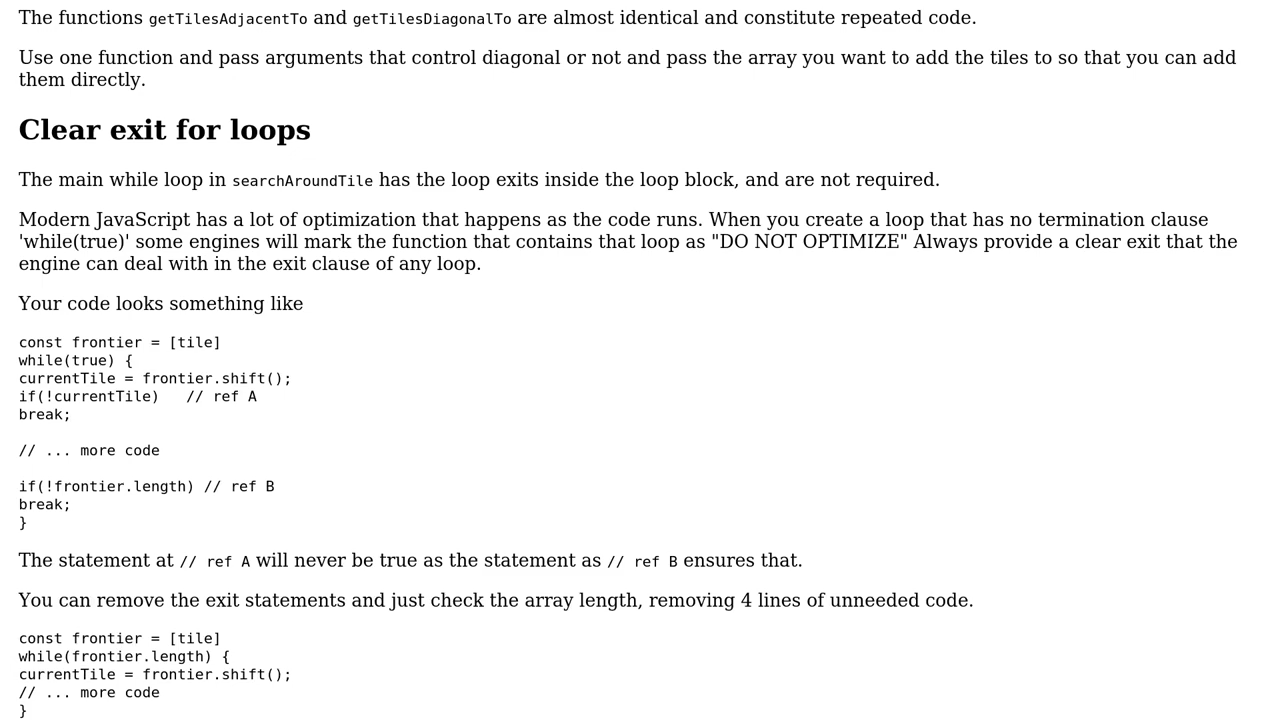 The functions getTilesAdjacentTo and getTilesDiagonalTo are almost identical and constitute repeated code.
Use one function and pass arguments that control diagonal or not and pass the array you want to add the tiles to so that you can add
them directly.
Clear exit for loops
The main while loop in searchAroundTile has the loop exits inside the loop block, and are not required.
Modern JavaScript has a lot of optimization that happens as the code runs. When you create a loop that has no termination clause
'while(true)' some engines will mark the function that contains that loop as "DO NOT OPTIMIZE" Always provide a clear exit that the
engine can deal with in the exit clause of any loop.
Your code looks something like
const frontier = [tile]
while(true) {
currentTile = frontier.shift();
if(!currentTile)   // ref A
break;
// ... more code
if(!frontier.length) // ref B
break;
}
The statement at // ref A will never be true as the statement as // ref B ensures that.
You can remove the exit statements and just check the array length, removing 4 lines of unneeded code.
const frontier = [tile]
while(frontier.length) {
currentTile = frontier.shift();
// ... more code
}